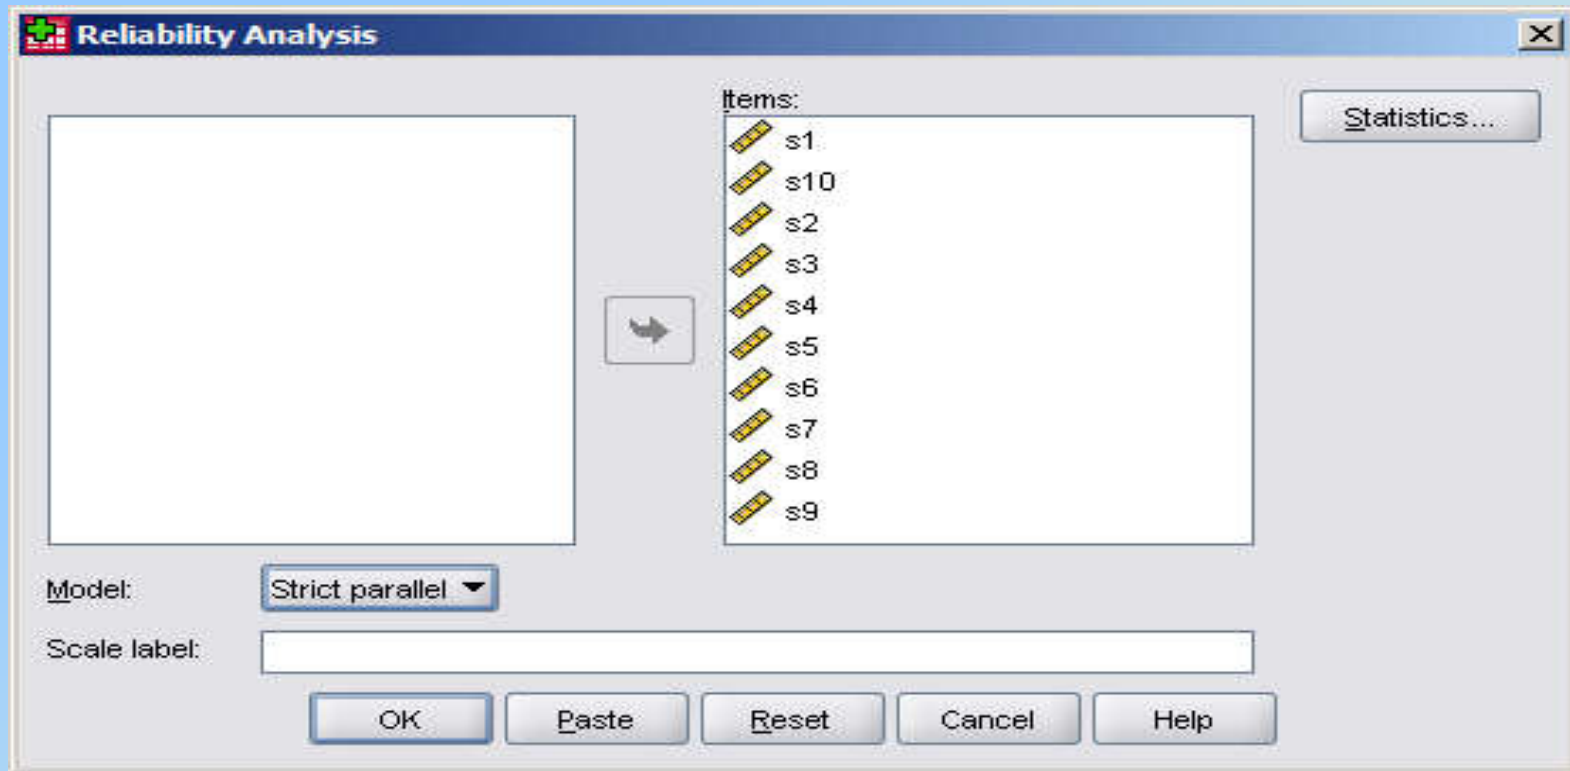 Reliability Analysis
Items:
s1
s10
s2
s3
s4
s5
s6
s7
s8
s9
Statistics...
Model:
Strict parallel
Scale label:
OK
Paste
Reset
Cancel
Help